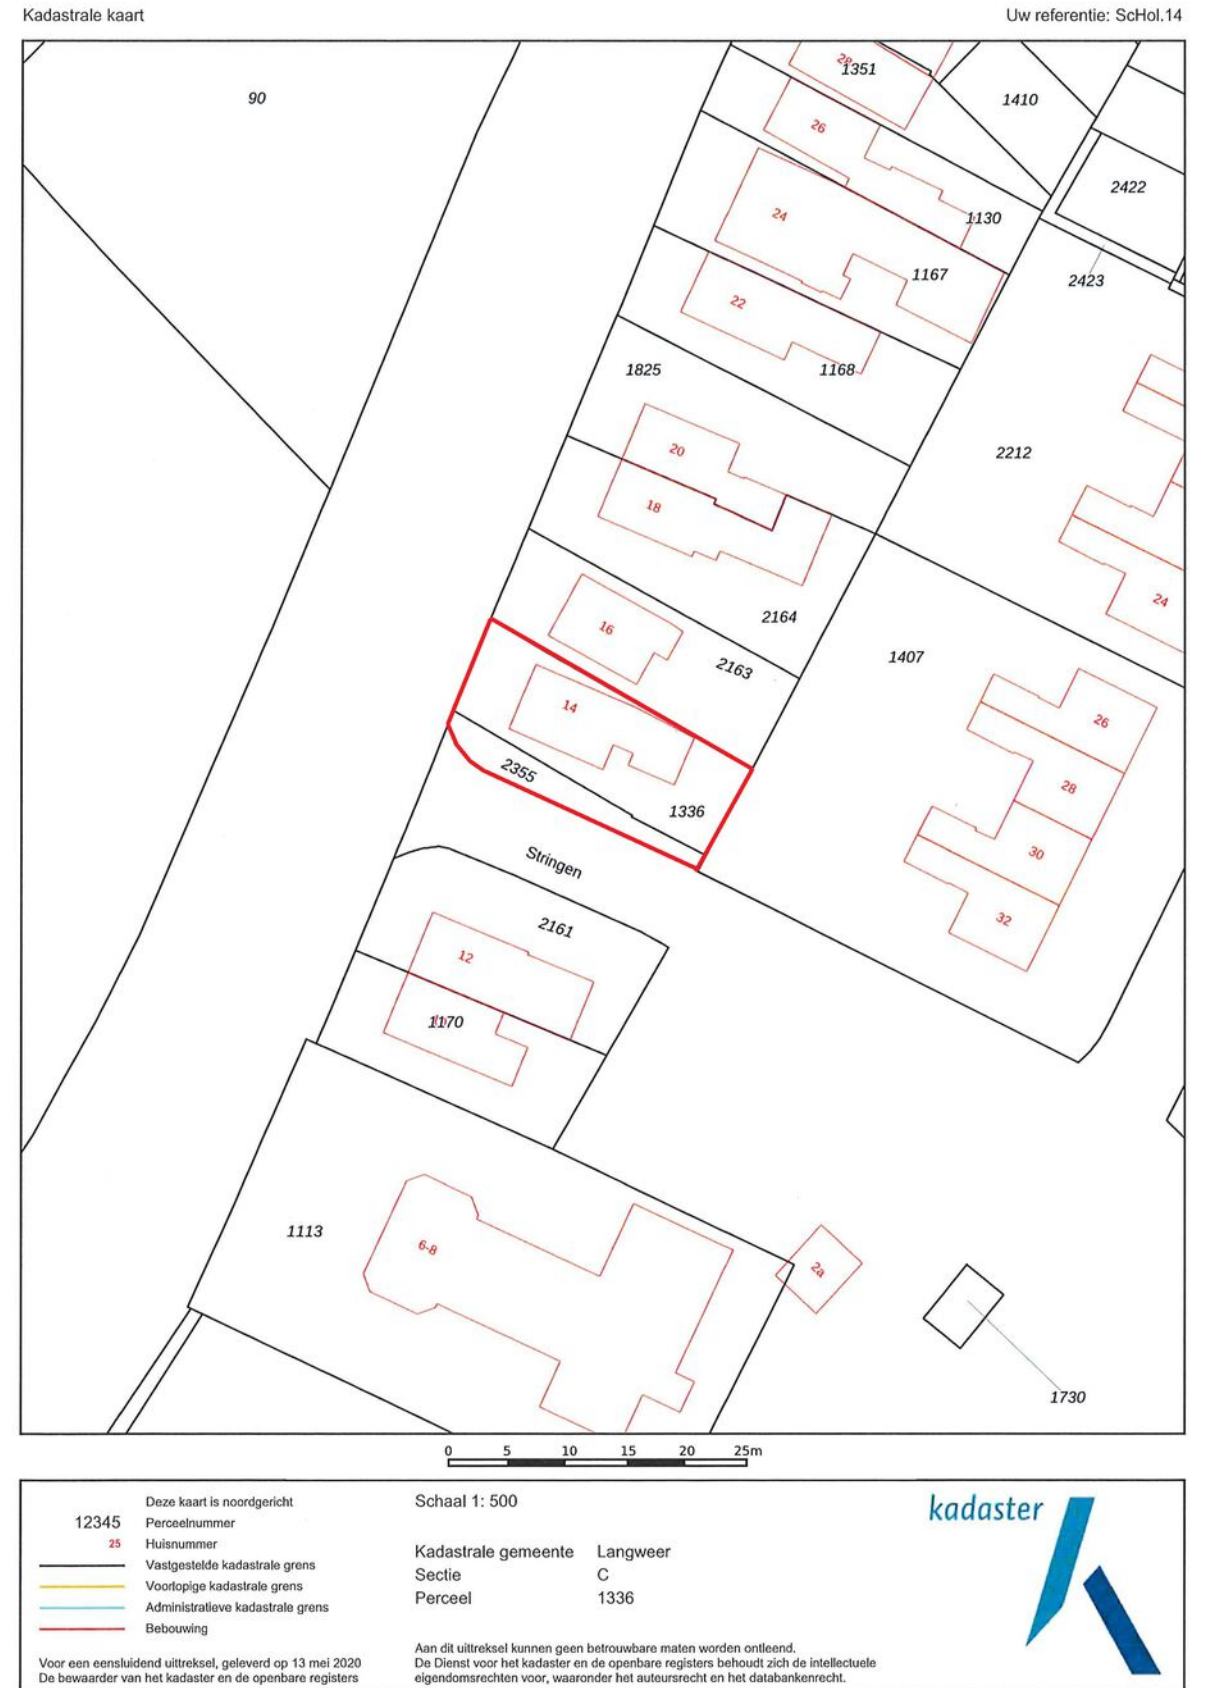 Kadastrale kaart
Uw referentie: ScHol.14
90
28
1351
1410
26
2422
24
1130
2423
1167
22
1825
1168
20
2212
18
24
16
2164
2163
1407
14
26
2355
28
1336
30
Stringen
32
2161
12
1170
1113
6-8
2a
1730
0 5 10 15 20 25m
Deze kaart is noordgericht
12345 Perceelnummer
25 Huisnummer
Vastgestelde kadastrale grens
Voorlopige kadastrale grens
Administratieve kadastrale grens
Bebouwing
Voor een eensluidend uittreksel, geleverd op 13 mei 2020
De bewaarder van het kadaster en de openbare registers
Schaal 1: 500
Kadastrale gemeente Langweer
Sectie C
Perceel 1336
Aan dit uittreksel kunnen geen betrouwbare maten worden ontleend.
De Dienst voor het kadaster en de openbare registers behoudt zich de intellectuele
eigendomsrechten voor, waaronder het auteursrecht en het databankenrecht.
kadaster